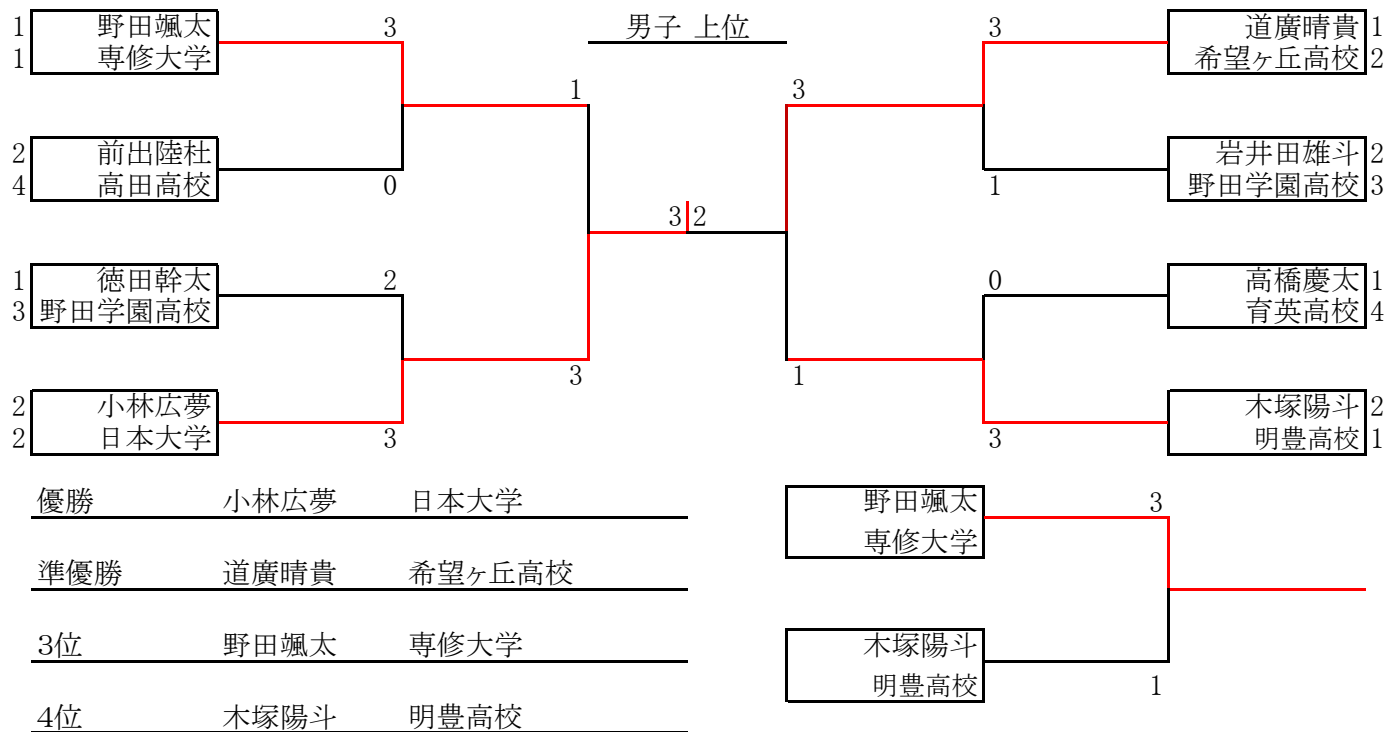 男子 上位
1 野田颯太 3
1 専修大学
1
2 前出陸杜
4 高田高校 0
3 2
1 徳田幹太 2
3 野田学園高校
3
2 小林広夢
2 日本大学 3
3 道廣晴貴 1
希望ヶ丘高校 2
3
岩井田雄斗 2
1 野田学園高校 3
0 高橋慶太 1
育英高校 4
1
木塚陽斗 2
3 明豊高校 1
優勝 小林広夢 日本大学
準優勝 道廣晴貴 希望ヶ丘高校
3位 野田颯太 専修大学
4位 木塚陽斗 明豊高校
野田颯太 3
専修大学
木塚陽斗
明豊高校 1